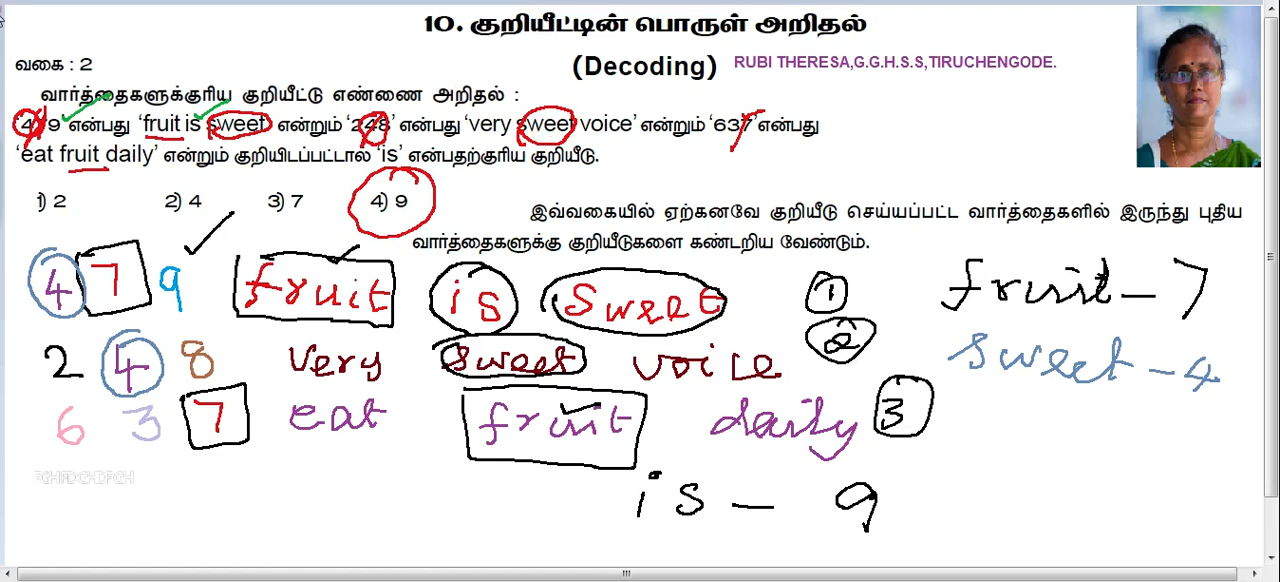 10. குறியீட்டின் பொருள் அறிதல்
வகை : 2
(Decoding)
RUBI THERESA,G.G.H.S.S,TIRUCHENGODE.
வார்த்தைகளுக்குரிய குறியீட்டு எண்ணை அறிதல் :
'479' என்பது 'fruit is sweet' என்றும் '248' என்பது 'very sweet voice' என்றும் '637' என்பது
'eat fruit daily' என்றும் குறியிடப்பட்டால் 'is' என்பதற்குரிய குறியீடு.
1) 2 2) 4 3) 7 4) 9
இவ்வகையில் ஏற்கனவே குறியீடு செய்யப்பட்ட வார்த்தைகளில் இருந்து புதிய
வார்த்தைகளுக்கு குறியீடுகளை கண்டறிய வேண்டும்.
4 7 9 fruit is sweet 1 fruit - 7
2 4 8 very sweet voice 2 sweet - 4
6 3 7 eat fruit daily 3
is - 9